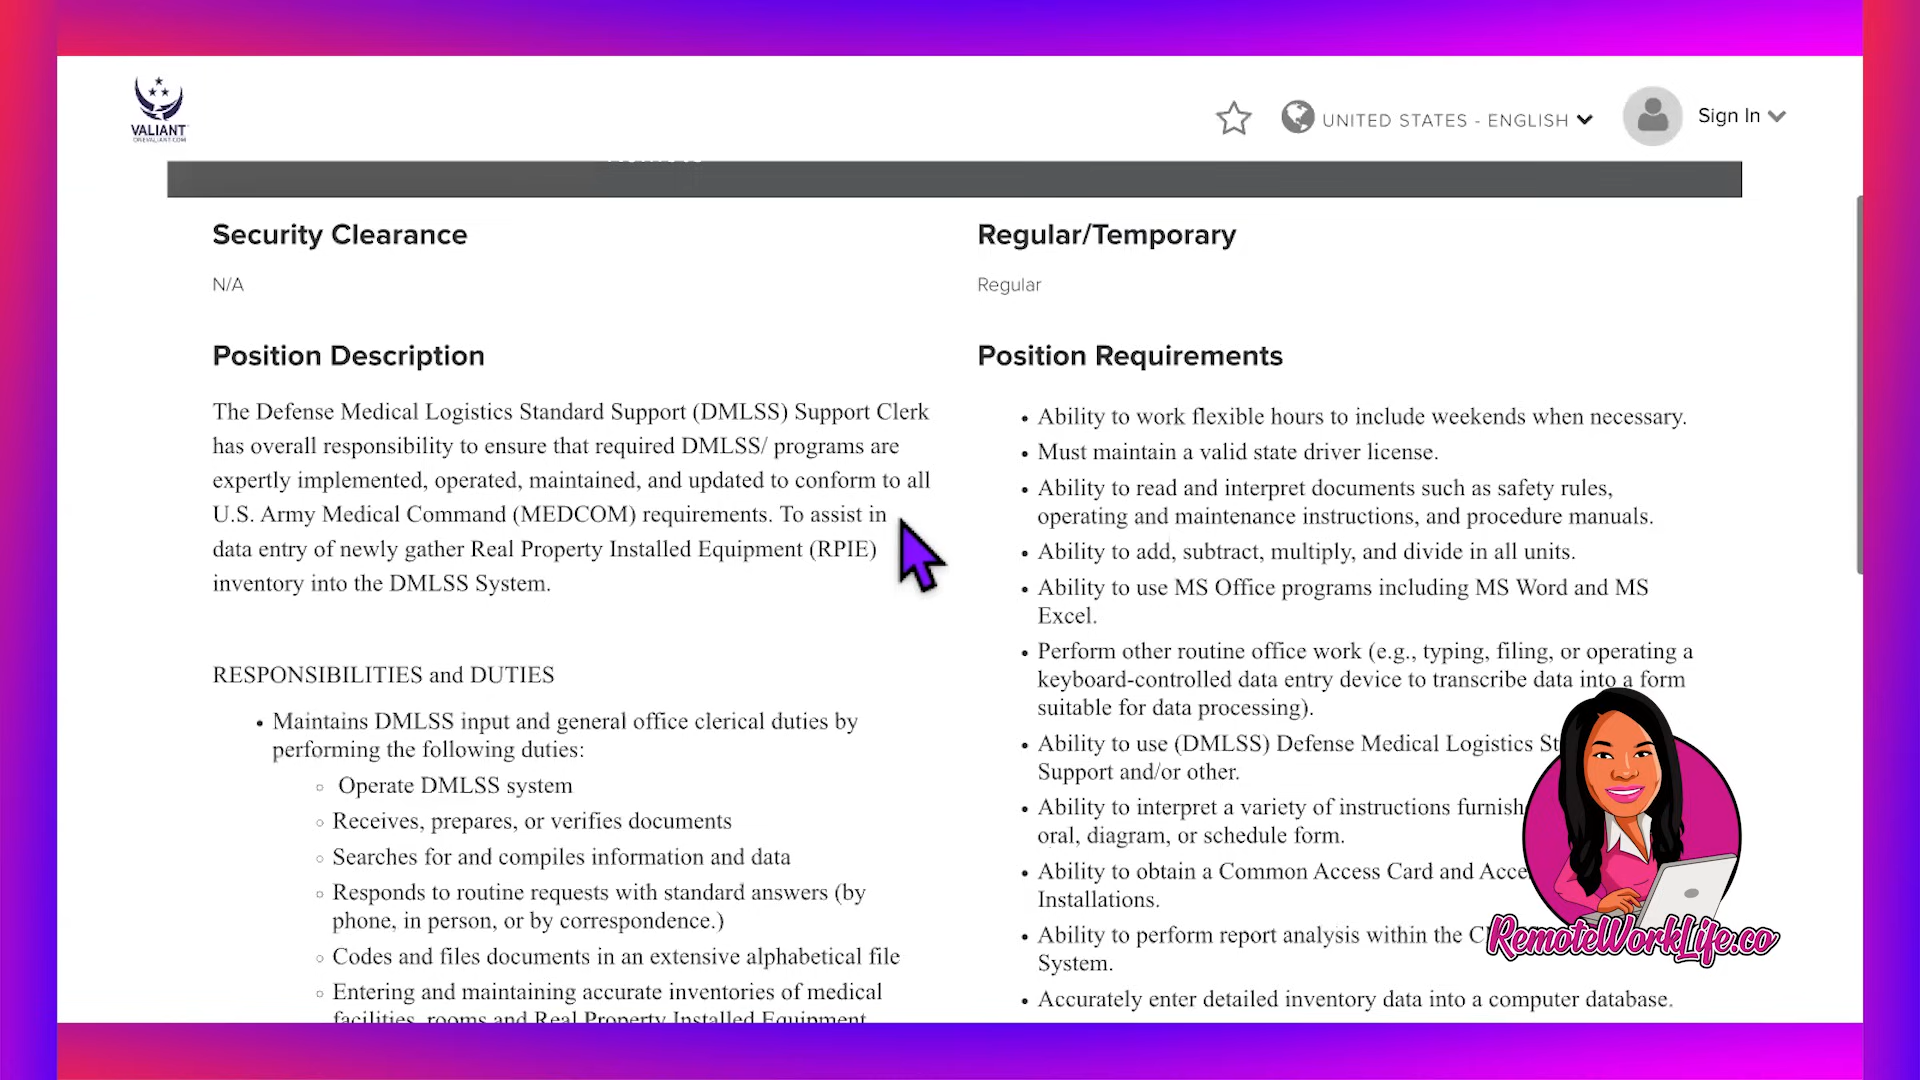 VALIANT
ONEVALIANT.COM
UNITED STATES - ENGLISH
Sign In
Security Clearance
N/A
Position Description
The Defense Medical Logistics Standard Support (DMLSS) Support Clerk
has overall responsibility to ensure that required DMLSS/ programs are
expertly implemented, operated, maintained, and updated to conform to all
U.S. Army Medical Command (MEDCOM) requirements. To assist in
data entry of newly gather Real Property Installed Equipment (RPIE)
inventory into the DMLSS System.
RESPONSIBILITIES and DUTIES
Maintains DMLSS input and general office clerical duties by
performing the following duties:
Operate DMLSS system
Receives, prepares, or verifies documents
Searches for and compiles information and data
Responds to routine requests with standard answers (by
phone, in person, or by correspondence.)
Codes and files documents in an extensive alphabetical file
Entering and maintaining accurate inventories of medical
facilities, rooms and Real Property Installed Equipment
Regular/Temporary
Regular
Position Requirements
Ability to work flexible hours to include weekends when necessary.
Must maintain a valid state driver license.
Ability to read and interpret documents such as safety rules,
operating and maintenance instructions, and procedure manuals.
Ability to add, subtract, multiply, and divide in all units.
Ability to use MS Office programs including MS Word and MS
Excel.
Perform other routine office work (e.g., typing, filing, or operating a
keyboard-controlled data entry device to transcribe data into a form
suitable for data processing).
Ability to use (DMLSS) Defense Medical Logistics St
Support and/or other.
Ability to interpret a variety of instructions furnish
oral, diagram, or schedule form.
Ability to obtain a Common Access Card and Acce
Installations.
Ability to perform report analysis within the C
System.
Accurately enter detailed inventory data into a computer database.
RemoteWorkLife.co